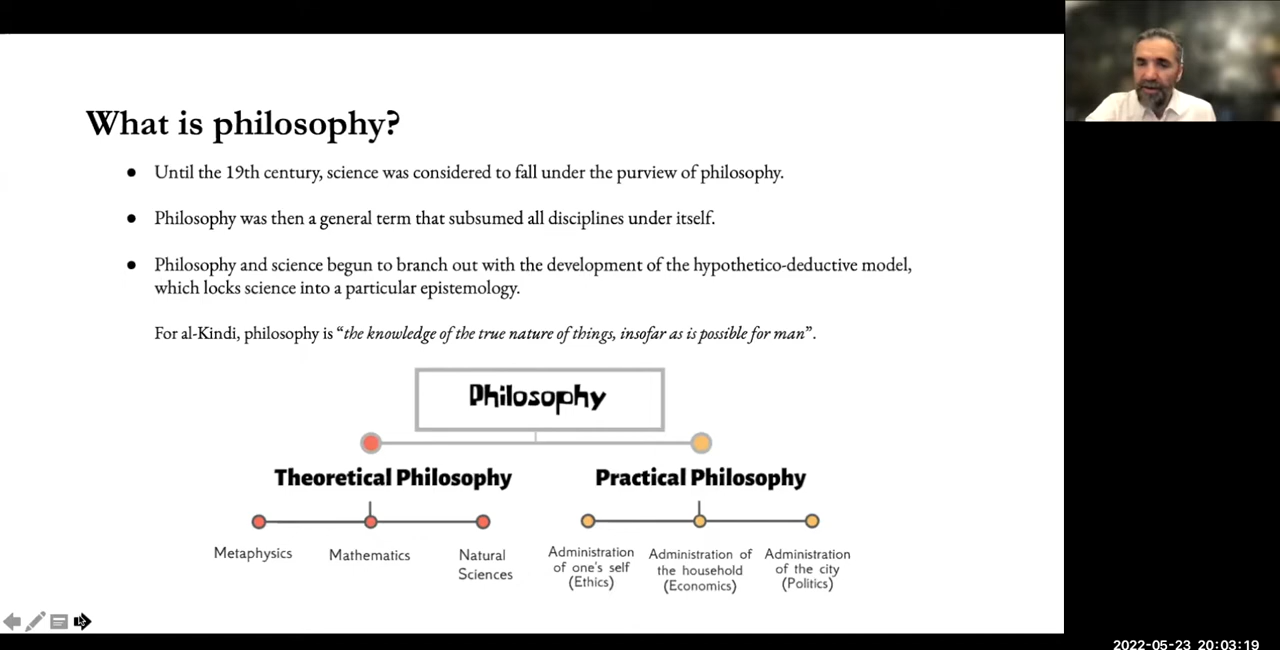 What is philosophy?
● Until the 19th century, science was considered to fall under the purview of philosophy.
● Philosophy was then a general term that subsumed all disciplines under itself.
● Philosophy and science begun to branch out with the development of the hypothetico-deductive model,
which locks science into a particular epistemology.
For al-Kindi, philosophy is “the knowledge of the true nature of things, insofar as is possible for man”.
Philosophy
Theoretical Philosophy
Practical Philosophy
Metaphysics
Mathematics
Natural
Sciences
Administration
of one's self
(Ethics)
Administration of
the household
(Economics)
Administration
of the city
(Politics)
2022-05-23 20:03:19